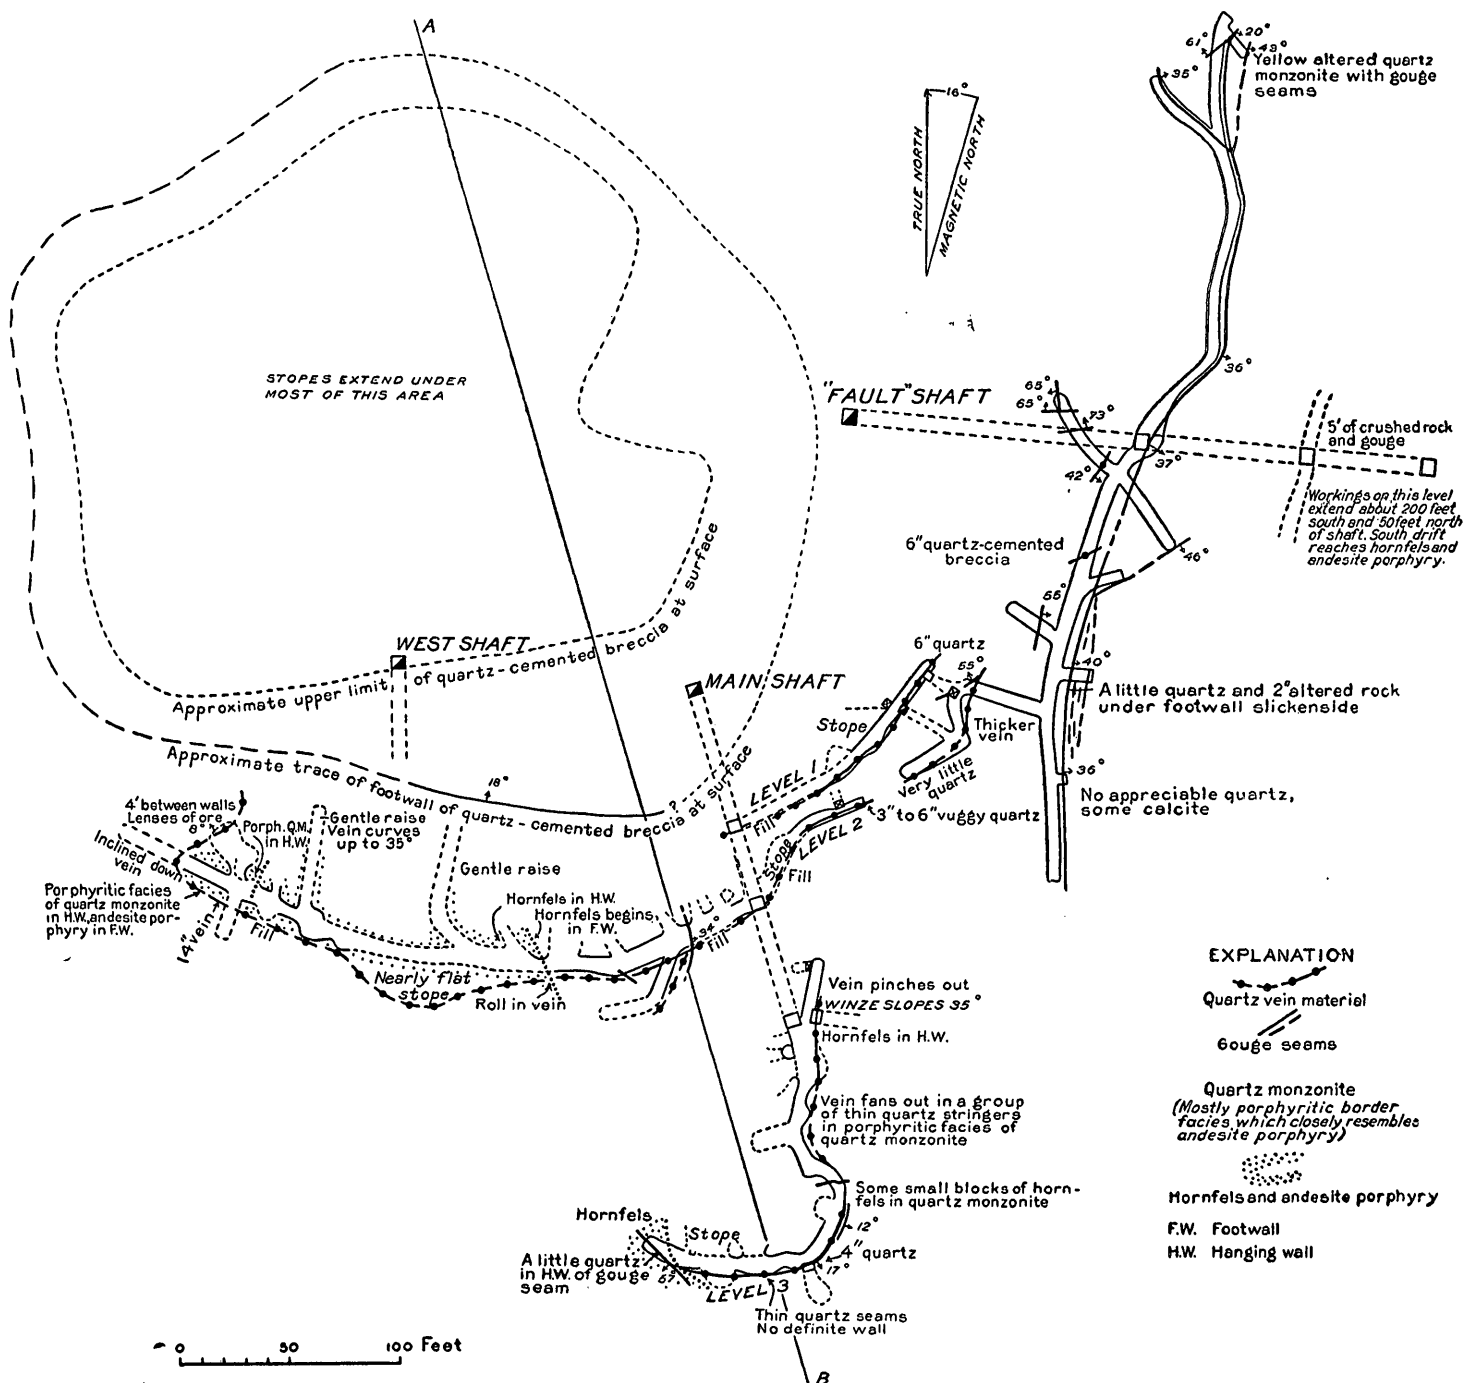 A
16°
TRUE NORTH
MAGNETIC NORTH
61°
20°
43°
35°
Yellow altered quartz
monzonite with gouge
seams
STOPES EXTEND UNDER
MOST OF THIS AREA
"FAULT" SHAFT
65°
65°
73°
42°
37°
36°
5' of crushed rock
and gouge
Workings on this level
extend about 200 feet
south and 50 feet north
of shaft. South drift
reaches hornfels and
andesite porphyry.
46°
6" quartz-cemented
breccia
55°
WEST SHAFT
Approximate upper limit of quartz-cemented breccia at surface
MAIN SHAFT
6" quartz
55°
40°
A little quartz and 2" altered rock
under footwall slickenside
Stope
Thicker
vein
Very little
quartz
36°
No appreciable quartz,
some calcite
Approximate trace of footwall of quartz-cemented breccia at surface
18°
?
LEVEL 1
Fill
3" to 6" vuggy quartz
LEVEL 2
Stope
Fill
4' between walls
Lenses of ore
8°
Porph. Q.M.
in H.W.
Gentle raise
Vein curves
up to 35°
Inclined down
vein
Gentle raise
Porphyritic facies
of quartz monzonite
in H.W., andesite por-
phyry in F.W.
14" vein
Fill
Hornfels in H.W.
Hornfels begins
in F.W.
34°
Fill
Nearly flat
stope
Roll in vein
Vein pinches out
WINZE SLOPES 35°
Hornfels in H.W.
Vein fans out in a group
of thin quartz stringers
in porphyritic facies of
quartz monzonite
Some small blocks of horn-
fels in quartz monzonite
12°
4" quartz
17°
Hornfels
Stope
A little quartz
in H.W. of gouge
seam
67°
LEVEL 3
Thin quartz seams
No definite wall
B
EXPLANATION
Quartz vein material
Gouge seams
Quartz monzonite
(Mostly porphyritic border
facies which closely resembles
andesite porphyry)
Hornfels and andesite porphyry
F.W. Footwall
H.W. Hanging wall
0 50 100 Feet